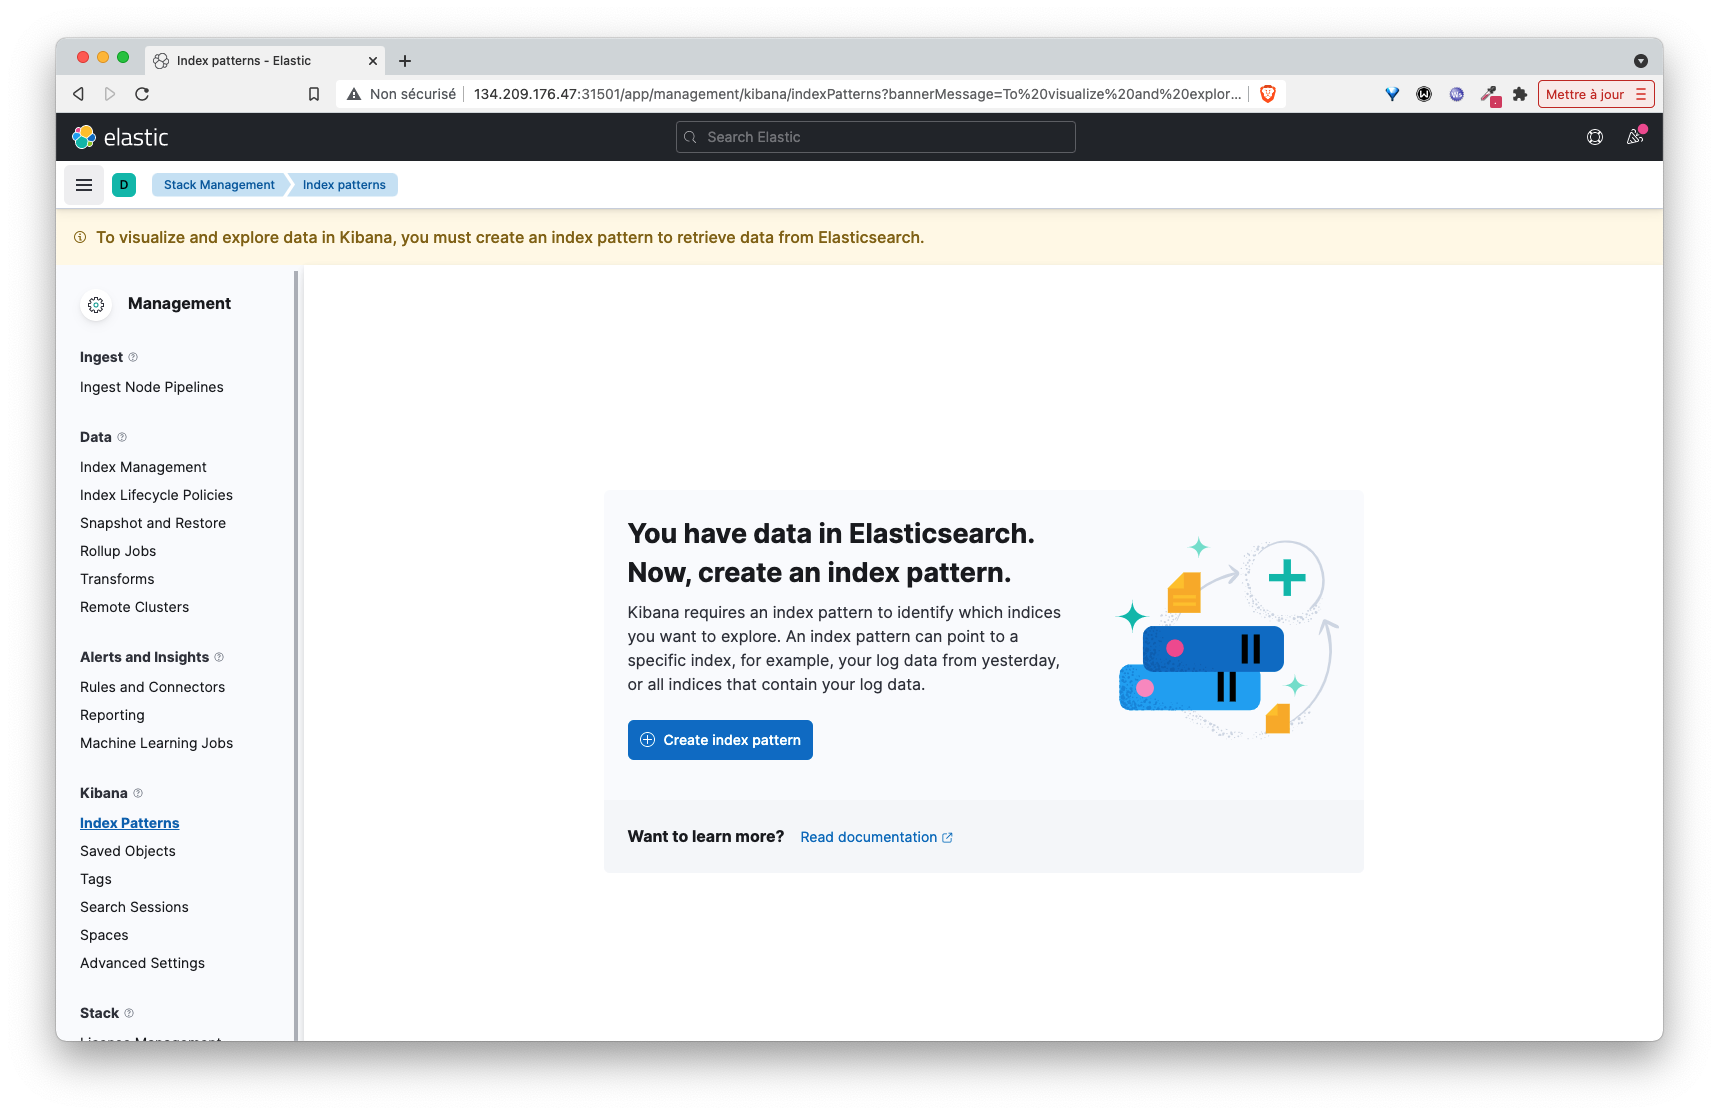 Index patterns - Elastic
Non sécurisé 134.209.176.47:31501/app/management/kibana/indexPatterns?bannerMessage=To%20visualize%20and%20explor...
Mettre à jour
elastic
Search Elastic
D
Stack Management
Index patterns
To visualize and explore data in Kibana, you must create an index pattern to retrieve data from Elasticsearch.
Management
Ingest
Ingest Node Pipelines
Data
Index Management
Index Lifecycle Policies
Snapshot and Restore
Rollup Jobs
Transforms
Remote Clusters
Alerts and Insights
Rules and Connectors
Reporting
Machine Learning Jobs
Kibana
Index Patterns
Saved Objects
Tags
Search Sessions
Spaces
Advanced Settings
Stack
License Management
You have data in Elasticsearch.
Now, create an index pattern.
Kibana requires an index pattern to identify which indices
you want to explore. An index pattern can point to a
specific index, for example, your log data from yesterday,
or all indices that contain your log data.
Create index pattern
Want to learn more? Read documentation